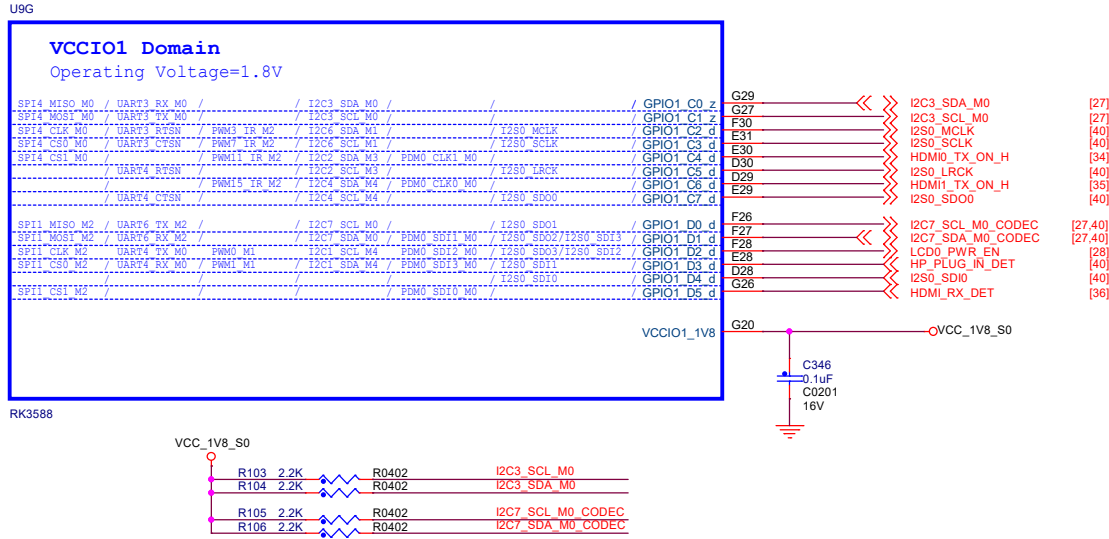 U9G
VCCIO1 Domain
Operating Voltage=1.8V
SPI4_MISO_M0 / UART3_RX_M0 / / I2C3_SDA_M0 / / GPIO1_C0_z G29 I2C3_SDA_M0 [27]
SPI4_MOSI_M0 / UART3_TX_M0 / / I2C3_SCL_M0 / / GPIO1_C1_z G27 I2C3_SCL_M0 [27]
SPI4_CLK_M0 / UART3_RTSN / PWM3_IR_M2 / I2C6_SDA_M1 / / I2S0_MCLK / GPIO1_C2_d F30 I2S0_MCLK [40]
SPI4_CS0_M0 / UART3_CTSN / PWM7_IR_M2 / I2C6_SCL_M1 / / I2S0_SCLK / GPIO1_C3_d E31 I2S0_SCLK [40]
SPI4_CS1_M0 / / PWM11_IR_M2 / I2C2_SDA_M3 / PDM0_CLK1_M0 / / GPIO1_C4_d E30 HDMI0_TX_ON_H [34]
/ UART4_RTSN / / I2C2_SCL_M3 / / I2S0_LRCK / GPIO1_C5_d D30 I2S0_LRCK [40]
/ / PWM15_IR_M2 / I2C4_SDA_M4 / PDM0_CLK0_M0 / / GPIO1_C6_d D29 HDMI1_TX_ON_H [35]
/ UART4_CTSN / / I2C4_SCL_M4 / / I2S0_SDO0 / GPIO1_C7_d E29 I2S0_SDO0 [40]
SPI1_MISO_M2 / UART6_TX_M2 / / I2C7_SCL_M0 / / I2S0_SDO1 / GPIO1_D0_d F26 I2C7_SCL_M0_CODEC [27,40]
SPI1_MOSI_M2 / UART6_RX_M2 / / I2C7_SDA_M0 / PDM0_SDI1_M0 / I2S0_SDO2/I2S0_SDI3 / GPIO1_D1_d F27 I2C7_SDA_M0_CODEC [27,40]
SPI1_CLK_M2 / UART4_TX_M0 / PWM0_M1 / I2C1_SCL_M4 / PDM0_SDI2_M0 / I2S0_SDO3/I2S0_SDI2 / GPIO1_D2_d F28 LCD0_PWR_EN [28]
SPI1_CS0_M2 / UART4_RX_M0 / PWM1_M1 / I2C1_SDA_M4 / PDM0_SDI3_M0 / I2S0_SDI1 / GPIO1_D3_d E28 HP_PLUG_IN_DET [40]
/ / / / / I2S0_SDI0 / GPIO1_D4_d D28 I2S0_SDI0 [40]
SPI1_CS1_M2 / / / / PDM0_SDI0_M0 / / GPIO1_D5_d G26 HDMI_RX_DET [36]
VCCIO1_1V8 G20 VCC_1V8_S0
C346
0.1uF
C0201
16V
RK3588
VCC_1V8_S0
R103 2.2K R0402 I2C3_SCL_M0
R104 2.2K R0402 I2C3_SDA_M0
R105 2.2K R0402 I2C7_SCL_M0_CODEC
R106 2.2K R0402 I2C7_SDA_M0_CODEC